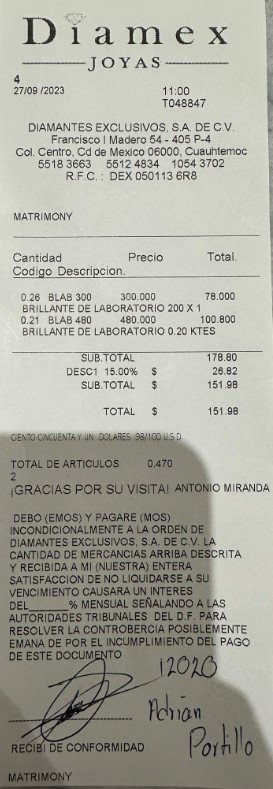 Diamex
JOYAS
4
27/09 /2023 11:00
T048847
DIAMANTES EXCLUSIVOS, S.A. DE C.V.
Francisco I Madero 54 - 405 P-4
Col. Centro, Cd de Mexico 06000, Cuauhtemoc
5518 3663 5512 4834 1054 3702
R.F.C. : DEX 050113 6R8
MATRIMONY
Cantidad Precio Total.
Codigo Descripcion.
0.26 BLAB 300 300.000 78.000
BRILLANTE DE LABORATORIO 200 X 1
0.21 BLAB 480 480.000 100.800
BRILLANTE DE LABORATORIO 0.20 KTES
SUB.TOTAL 178.80
DESC1 15.00% $ 26.82
SUB.TOTAL $ 151.98
TOTAL $ 151.98
CIENTO CINCUENTA Y UN DOLARES 98/100 U.S.D.
TOTAL DE ARTICULOS 0.470
2
¡GRACIAS POR SU VISITA! ANTONIO MIRANDA
DEBO (EMOS) Y PAGARE (MOS)
INCONDICIONALMENTE A LA ORDEN DE
DIAMANTES EXCLUSIVOS, S.A. DE C.V. LA
CANTIDAD DE MERCANCIAS ARRIBA DESCRITA
Y RECIBIDA A MI (NUESTRA) ENTERA
SATISFACCION DE NO LIQUIDARSE A SU
VENCIMIENTO CAUSARA UN INTERES
DEL______% MENSUAL SEÑALANDO A LAS
AUTORIDADES TRIBUNALES DEL D.F. PARA
RESOLVER LA CONTROBERCIA POSIBLEMENTE
EMANA DE POR EL INCUMPLIMIENTO DEL PAGO
DE ESTE DOCUMENTO
12020
Adrian
Portillo
RECIBI DE CONFORMIDAD
MATRIMONY